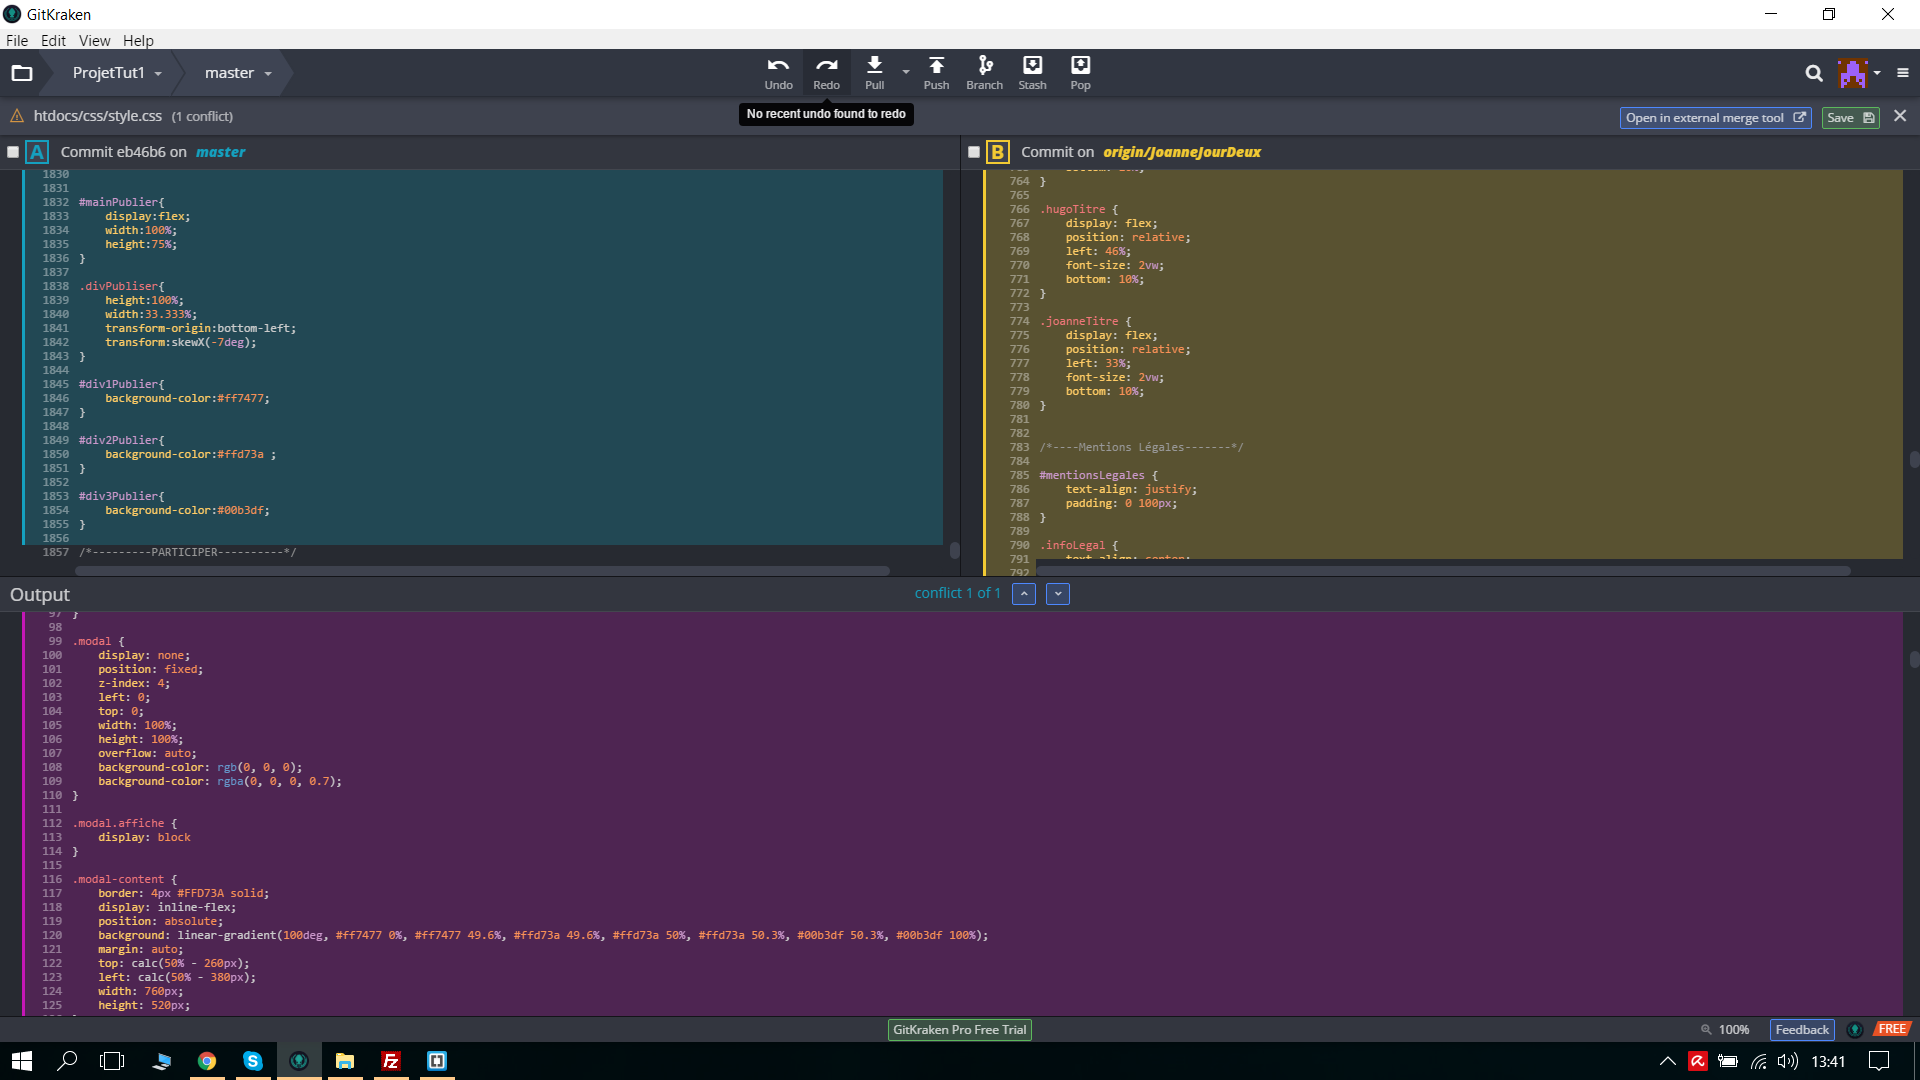 GitKraken
File Edit View Help
ProjetTut1 master Undo Redo Pull Push Branch Stash Pop
htdocs/css/style.css (1 conflict) No recent undo found to redo Open in external merge tool Save
A Commit eb46b6 on master
1830
1831
1832 #mainPublier{
1833 display:flex;
1834 width:100%;
1835 height:75%;
1836 }
1837
1838 .divPubliser{
1839 height:100%;
1840 width:33.333%;
1841 transform-origin:bottom-left;
1842 transform:skewX(-7deg);
1843 }
1844
1845 #div1Publier{
1846 background-color:#ff7477;
1847 }
1848
1849 #div2Publier{
1850 background-color:#ffd73a ;
1851 }
1852
1853 #div3Publier{
1854 background-color:#00b3df;
1855 }
1856
1857 /*---------PARTICIPER----------*/
B Commit on origin/JoanneJourDeux
764 }
765
766 .hugoTitre {
767 display: flex;
768 position: relative;
769 left: 46%;
770 font-size: 2vw;
771 bottom: 10%;
772 }
773
774 .joanneTitre {
775 display: flex;
776 position: relative;
777 left: 33%;
778 font-size: 2vw;
779 bottom: 10%;
780 }
781
782
783 /*----Mentions Légales-------*/
784
785 #mentionsLegales {
786 text-align: justify;
787 padding: 0 100px;
788 }
789
790 .infoLegal {
791 text-align: center;
792
Output conflict 1 of 1
97 }
98
99 .modal {
100 display: none;
101 position: fixed;
102 z-index: 4;
103 left: 0;
104 top: 0;
105 width: 100%;
106 height: 100%;
107 overflow: auto;
108 background-color: rgb(0, 0, 0);
109 background-color: rgba(0, 0, 0, 0.7);
110 }
111
112 .modal.affiche {
113 display: block
114 }
115
116 .modal-content {
117 border: 4px #FFD73A solid;
118 display: inline-flex;
119 position: absolute;
120 background: linear-gradient(100deg, #ff7477 0%, #ff7477 49.6%, #ffd73a 49.6%, #ffd73a 50%, #ffd73a 50.3%, #00b3df 50.3%, #00b3df 100%);
121 margin: auto;
122 top: calc(50% - 260px);
123 left: calc(50% - 380px);
124 width: 760px;
125 height: 520px;
GitKraken Pro Free Trial 100% Feedback FREE
13:41